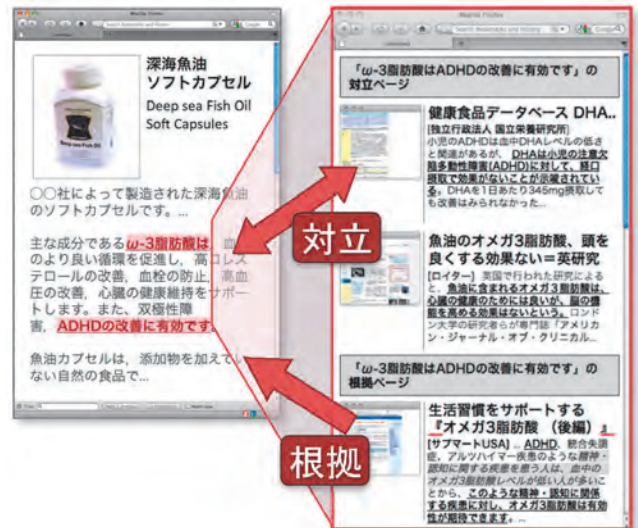 Mozilla Firefox
深海魚油
ソフトカプセル
Deep sea Fish Oil
Soft Capsules
○○社によって製造された深海魚油
のソフトカプセルです。...
主な成分であるω-3脂肪酸は，血
のより良い循環を促進し，高コレス
テロールの改善，血栓の防止，高血
圧の改善，心臓の健康維持をサポー
トします。また、双極性障
害，ADHDの改善に有効です。
魚油カプセルは，添加物を加えてい
ない自然の食品で...
対立
根拠
Mozilla Firefox
「ω-3脂肪酸はADHDの改善に有効です」の
対立ページ
健康食品データベース DHA..
[独立行政法人 国立栄養研究所]
小児のADHDは血中DHAレベルの低さ
と関連があるが、DHAは小児の注意欠
陥多動性障害(ADHD)に対して、経口
摂取で効果がないことが示唆されてい
る。DHAを1日あたり345mg摂取して
も改善はみられなかった...
魚油のオメガ3脂肪酸、頭を
良くする効果ない＝英研究
[ロイター] 英国で行われた研究による
と、魚油に含まれるオメガ3脂肪酸は、
心臓の健康のためには良いが、脳の機
能を高める効果はないという。ロンド
ン大学の研究者らが専門誌「アメリカ
ン・ジャーナル・オブ・クリニカル...
「ω-3脂肪酸はADHDの改善に有効です」の
根拠ページ
生活習慣をサポートする
『オメガ3脂肪酸 （後編）』
[サプマートUSA] ... ADHD、統合失調
症、アルツハイマー疾患のような精神・
認知に関する疾患を患う人は、血中の
オメガ3脂肪酸レベルが低い人が多いこ
とから、このような精神・認知に関係
する疾患に対し、オメガ3脂肪酸は有効
性が期待できます。...